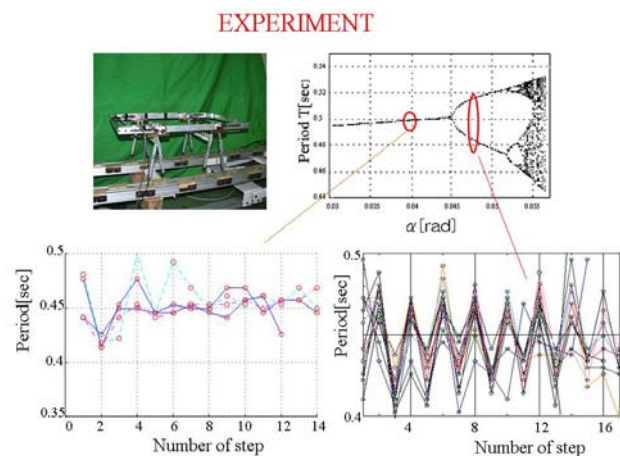 EXPERIMENT
Period T[sec]
0.54
0.52
0.5
0.48
0.46
0.44
0.03 0.035 0.04 0.045 0.05 0.055
α[rad]
Period[sec]
0.5
0.45
0.4
0.35
0 2 4 6 8 10 12 14
Number of step
Period[sec]
0.5
0.4
4 8 12 16
Number of step